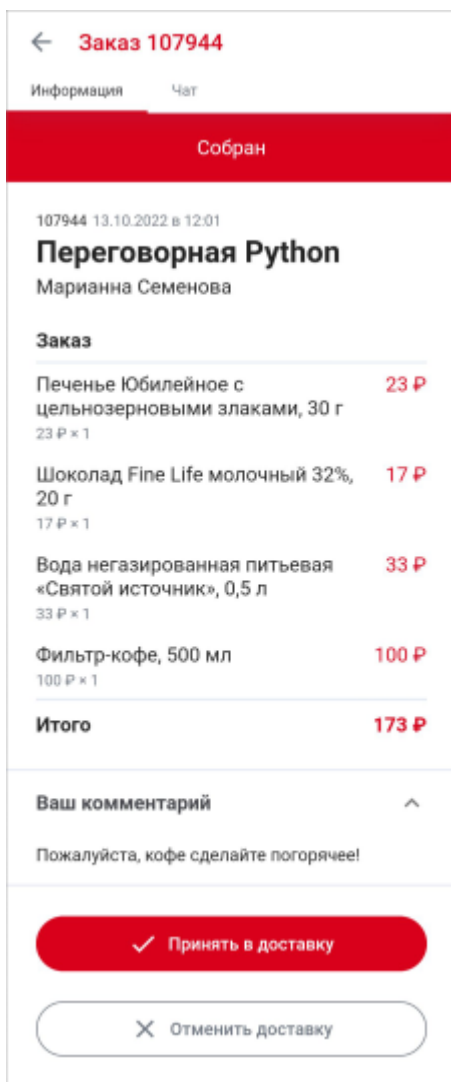 Заказ 107944
Информация Чат
Собран
107944 13.10.2022 в 12:01
Переговорная Python
Марианна Семенова
Заказ
Печенье Юбилейное с 23 ₽
цельнозерновыми злаками, 30 г
23 ₽ × 1
Шоколад Fine Life молочный 32%, 17 ₽
20 г
17 ₽ × 1
Вода негазированная питьевая 33 ₽
«Святой источник», 0,5 л
33 ₽ × 1
Фильтр-кофе, 500 мл 100 ₽
100 ₽ × 1
Итого 173 ₽
Ваш комментарий
Пожалуйста, кофе сделайте погорячее!
Принять в доставку
Отменить доставку